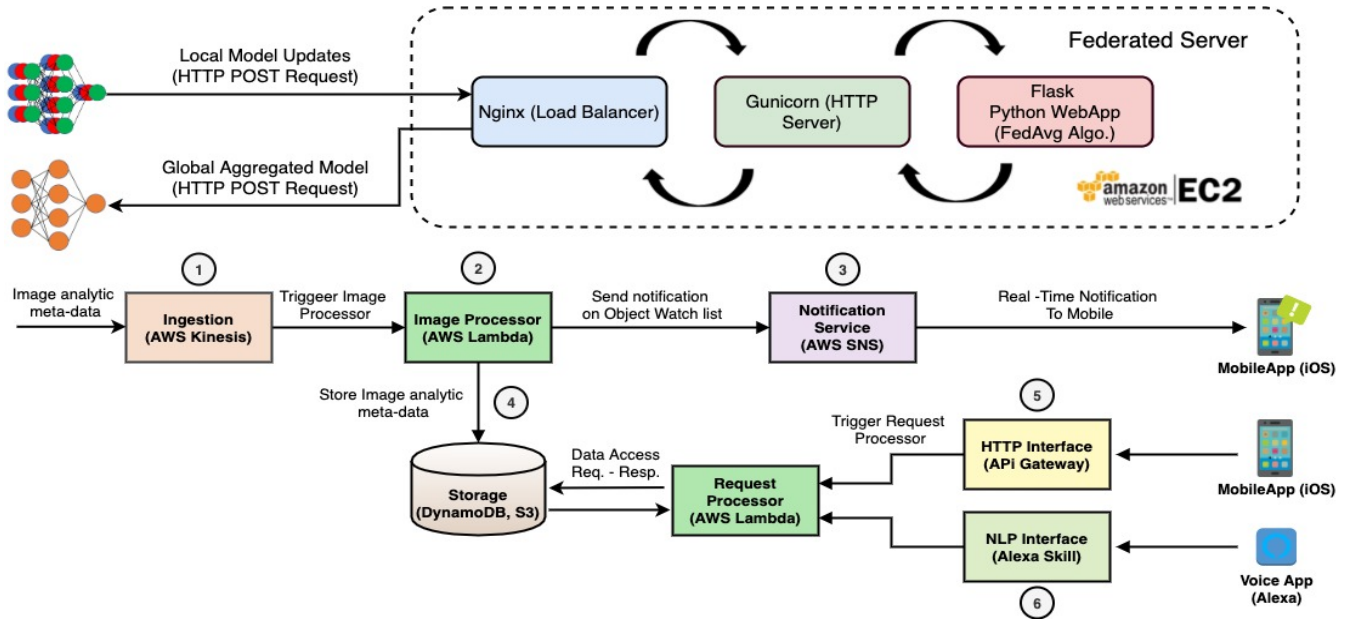 Federated Server
Local Model Updates
(HTTP POST Request)
Nginx (Load Balancer)
Gunicorn (HTTP
Server)
Flask
Python WebApp
(FedAvg Algo.)
Global Aggregated Model
(HTTP POST Request)
amazon
webservices™
EC2
1
2
3
Image analytic
meta-data
Ingestion
(AWS Kinesis)
Triggeer Image
Processor
Image Processor
(AWS Lambda)
Send notification
on Object Watch list
Notification
Service
(AWS SNS)
Real -Time Notification
To Mobile
!
MobileApp (iOS)
Store Image analytic
meta-data
4
5
Trigger Request
Processor
HTTP Interface
(APi Gateway)
MobileApp (iOS)
Storage
(DynamoDB, S3)
Data Access
Req. - Resp.
Request
Processor
(AWS Lambda)
NLP Interface
(Alexa Skill)
Voice App
(Alexa)
6